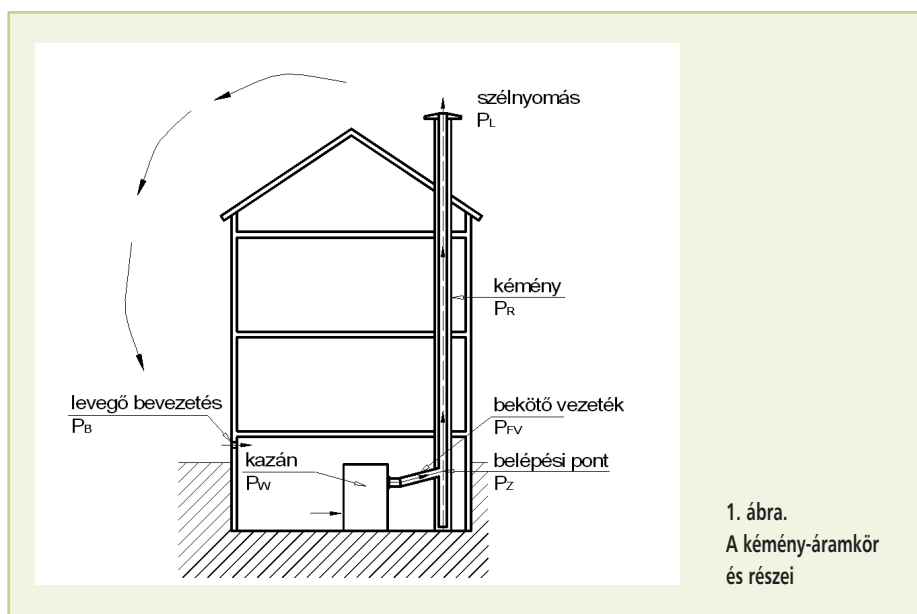 szélnyomás
PL
kémény
PR
levegő bevezetés
PB
bekötő vezeték
PFV
kazán
PW
belépési pont
PZ
1. ábra.
A kémény-áramkör
és részei